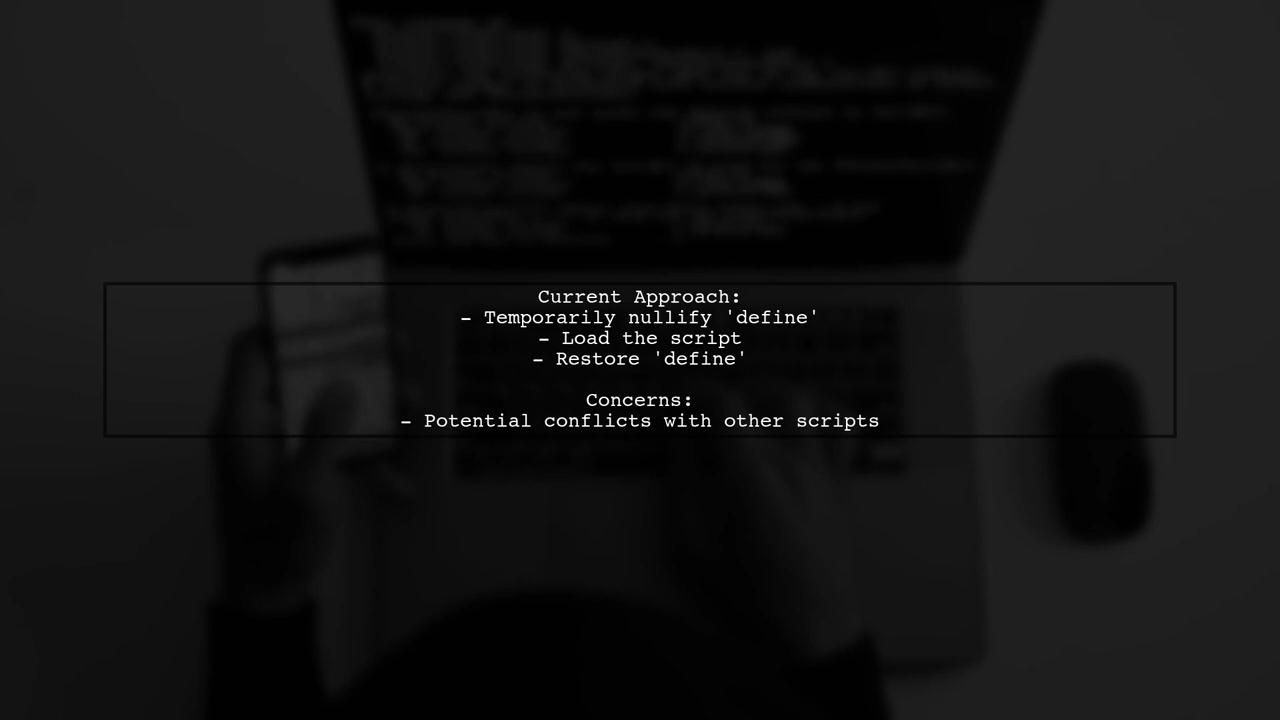 Current Approach:
- Temporarily nullify 'define'
- Load the script
- Restore 'define'
Concerns:
- Potential conflicts with other scripts